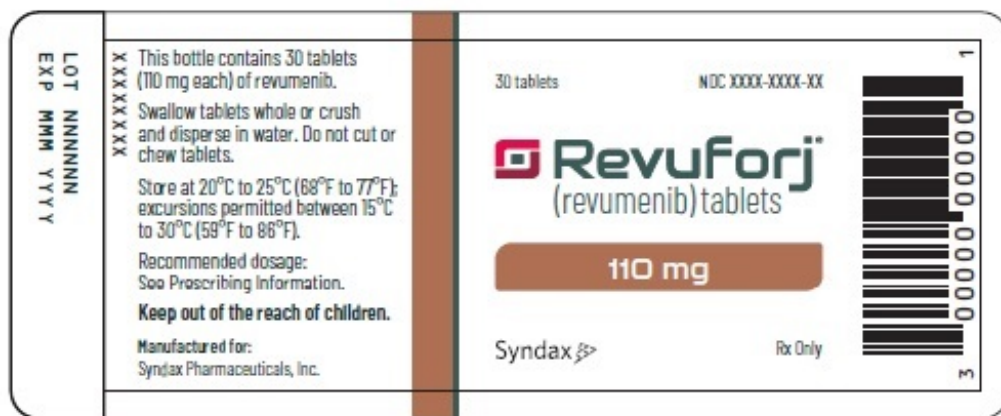 LOT NNNNNN
EXP MMM YYYY
XXXXXXXX
This bottle contains 30 tablets
(110 mg each) of revumenib.
Swallow tablets whole or crush
and disperse in water. Do not cut or
chew tablets.
Store at 20°C to 25°C (68°F to 77°F);
excursions permitted between 15°C
to 30°C (59°F to 86°F).
Recommended dosage:
See Prescribing Information.
Keep out of the reach of children.
Manufactured for:
Syndax Pharmaceuticals, Inc.
30 tablets NDC XXXX-XXXX-XX
Revuforj
(revumenib) tablets
110 mg
Syndax Rx Only
3 00000 00000 1